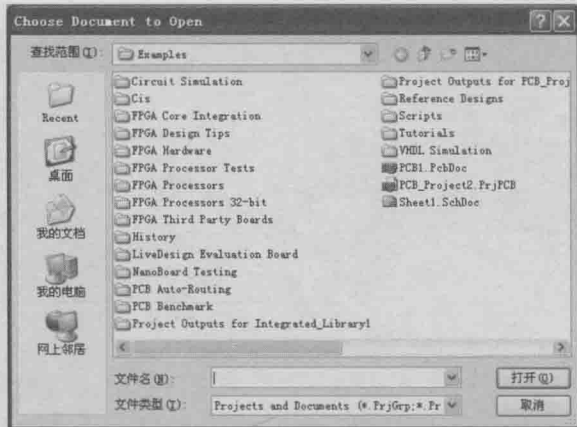 Choose Document to Open
查找范围(I):
Examples
Recent
桌面
我的文档
我的电脑
网上邻居
Circuit Simulation
Cis
FPGA Core Integration
FPGA Design Tips
FPGA Hardware
FPGA Processor Tests
FPGA Processors
FPGA Processors 32-bit
FPGA Third Party Boards
History
LiveDesign Evaluation Board
NanoBoard Testing
PCB Auto-Routing
PCB Benchmark
Project Outputs for Integrated_Library1
Project Outputs for PCB_Proj
Reference Designs
Scripts
Tutorials
VHDL Simulation
PCB1.PcbDoc
PCB_Project2.PrjPCB
Sheet1.SchDoc
文件名(N):
打开(O)
文件类型(T):
Projects and Documents (*.PrjGrp;*.Pr
取消